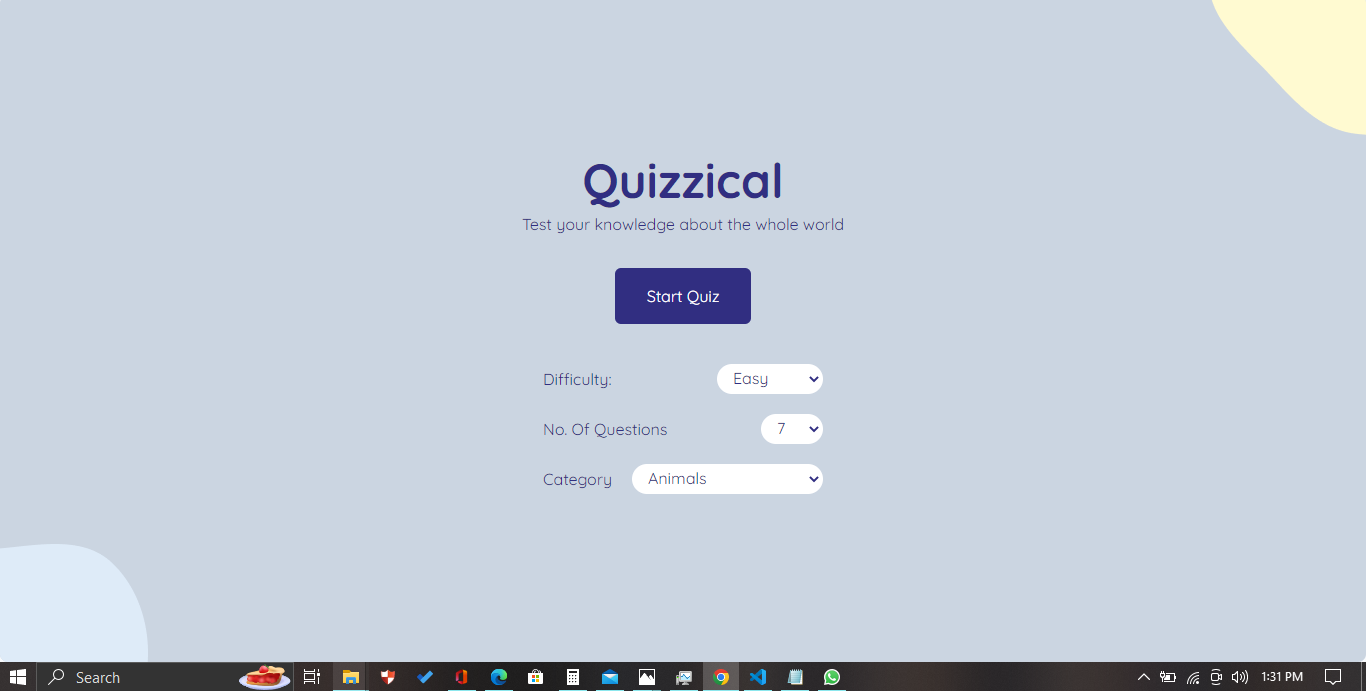 Quizzical
Test your knowledge about the whole world
Start Quiz
Difficulty: Easy
No. Of Questions 7
Category Animals
Search 1:31 PM